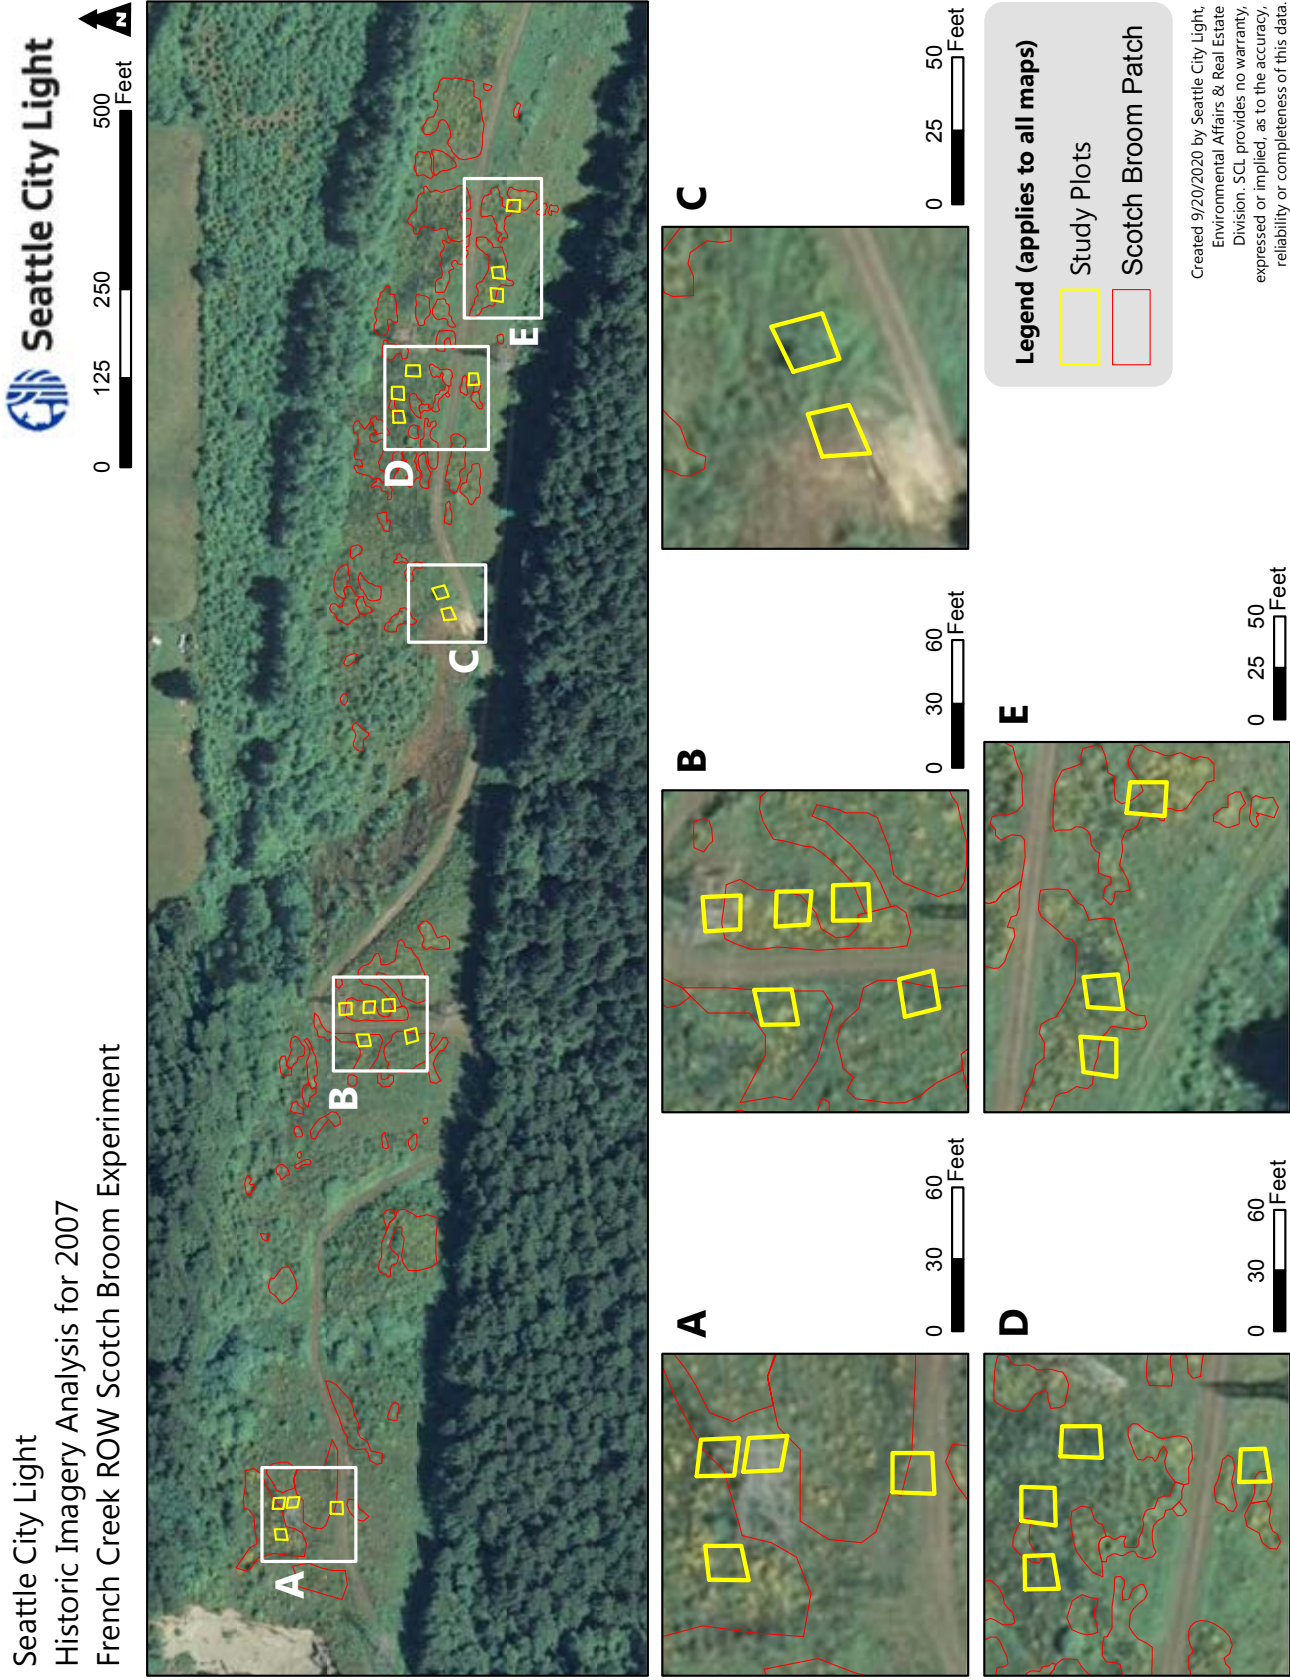 Seattle City Light
Historic Imagery Analysis for 2007
French Creek ROW Scotch Broom Experiment
Seattle City Light
0 125 250 500
Feet
N
A
B
C
D
E
A
0 30 60
Feet
B
0 30 60
Feet
C
0 25 50
Feet
D
0 30 60
Feet
E
0 25 50
Feet
Legend (applies to all maps)
Study Plots
Scotch Broom Patch
Created 9/20/2020 by Seattle City Light,
Environmental Affairs & Real Estate
Division. SCL provides no warranty,
expressed or implied, as to the accuracy,
reliability or completeness of this data.